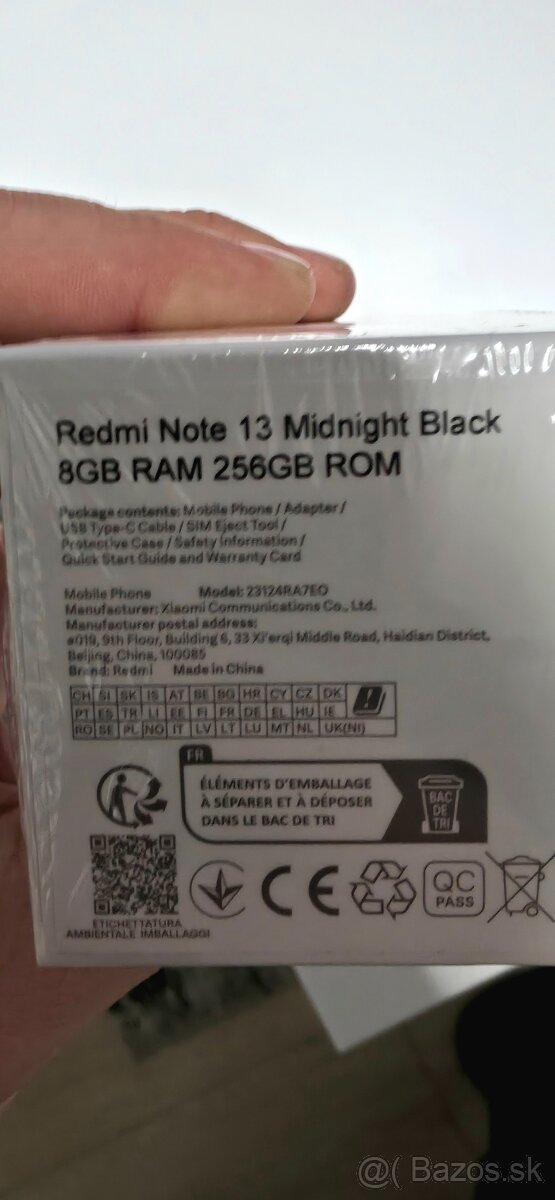 Redmi Note 13 Midnight Black
8GB RAM 256GB ROM
Package contents: Mobile Phone / Adapter /
USB Type-C Cable / SIM Eject Tool /
Protective Case / Safety Information /
Quick Start Guide and Warranty Card
Mobile Phone Model: 23124RA7EO
Manufacturer: Xiaomi Communications Co., Ltd.
Manufacturer postal address:
#019, 9th Floor, Building 6, 33 Xi'erqi Middle Road, Haidian District,
Beijing, China, 100085
Brand: Redmi Made in China
CH SI SK IS AT BE BG HR CY CZ DK
PT ES TR LI EE FI FR DE EL HU IE
RO SE PL NO IT LV LT LU MT NL UK(NI)
FR
ÉLÉMENTS D'EMBALLAGE
À SÉPARER ET À DÉPOSER
DANS LE BAC DE TRI
BAC
DE
TRI
CE
QC
PASS
ETICHETTATURA
AMBIENTALE IMBALLAGGI
@( Bazos.sk